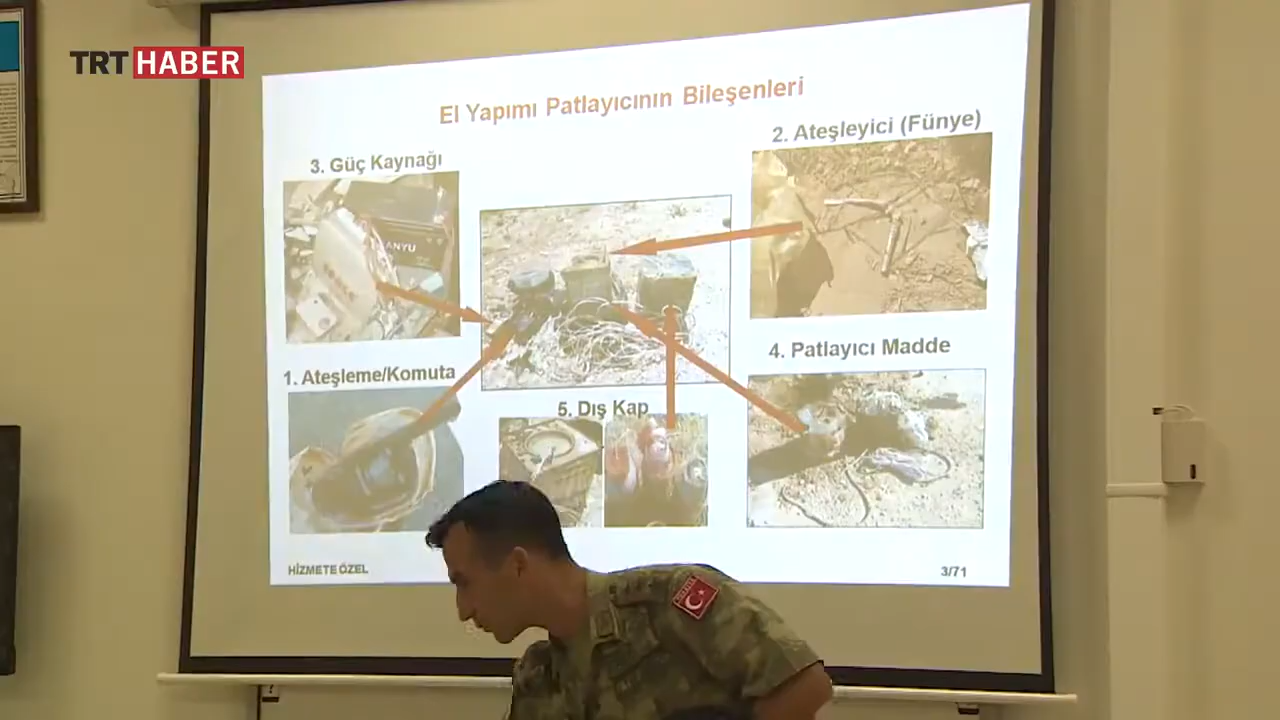 TRT HABER
El Yapımı Patlayıcının Bileşenleri
2. Ateşleyici (Fünye)
3. Güç Kaynağı
ANYU
4. Patlayıcı Madde
1. Ateşleme/Komuta
5. Dış Kap
HİZMETE ÖZEL
3/71